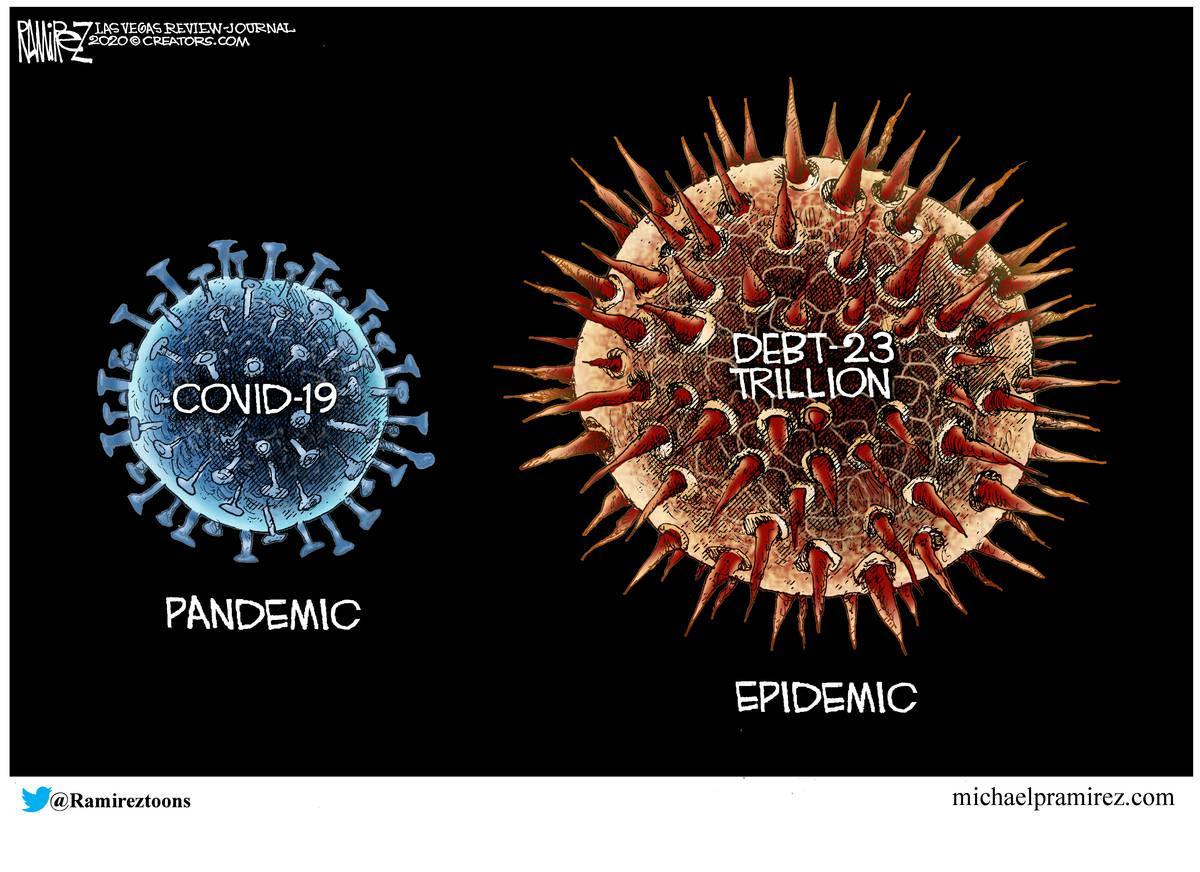 RAMIREZ
LAS VEGAS REVIEW-JOURNAL
2020 © CREATORS.COM
COVID-19
DEBT-23
TRILLION
PANDEMIC
EPIDEMIC
@Ramireztoons
michaelpramirez.com